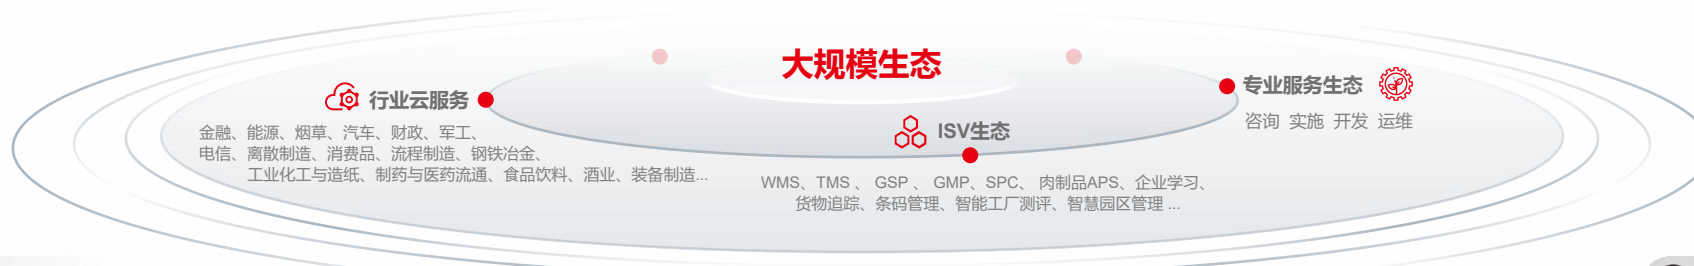 大规模生态
行业云服务
金融、能源、烟草、汽车、财政、军工、
电信、离散制造、消费品、流程制造、钢铁冶金、
工业化工与造纸、制药与医药流通、食品饮料、酒业、装备制造...
ISV生态
WMS、TMS 、 GSP 、 GMP、SPC、 肉制品APS、企业学习、
货物追踪、条码管理、智能工厂测评、智慧园区管理 ...
专业服务生态
咨询 实施 开发 运维